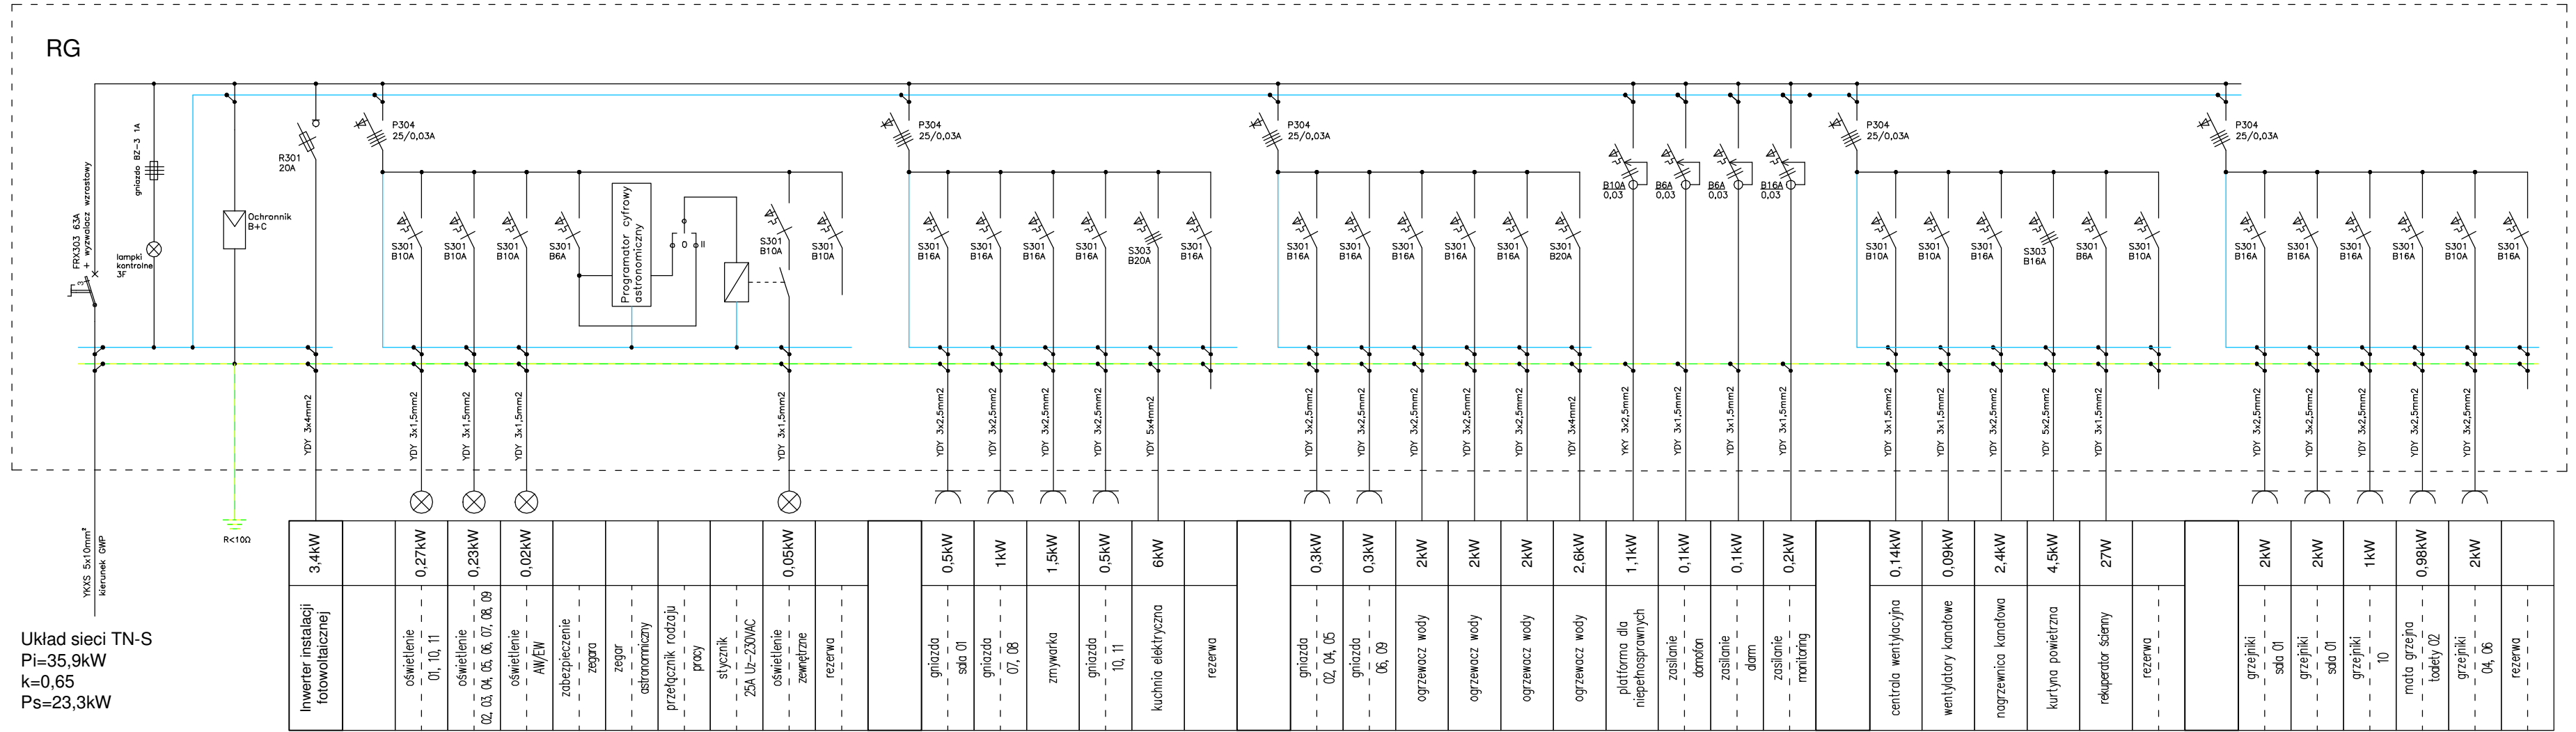 RG
FRX303 63A
+ wyzwalacz wzrostowy
3
gniazdo BZ-3 1A
lampki
kontrolne
3F
Ochronnik
B+C
R301
20A
P304
25/0,03A
S301
B10A
S301
B10A
S301
B10A
S301
B6A
Programator cyfrowy
astronomiczny
I
0
II
S301
B10A
S301
B10A
P304
25/0,03A
S301
B16A
S301
B16A
S301
B16A
S301
B16A
S303
B20A
S301
B16A
P304
25/0,03A
S301
B16A
S301
B16A
S301
B16A
S301
B16A
S301
B16A
S301
B20A
B10A
0,03
B6A
0,03
B6A
0,03
B16A
0,03
P304
25/0,03A
S301
B10A
S301
B10A
S301
B16A
S303
B16A
S301
B6A
S301
B10A
P304
25/0,03A
S301
B16A
S301
B16A
S301
B16A
S301
B16A
S301
B10A
S301
B16A
YDY 3x4mm2
YDY 3x1,5mm2
YDY 3x1,5mm2
YDY 3x1,5mm2
YDY 3x1,5mm2
YDY 3x2,5mm2
YDY 3x2,5mm2
YDY 3x2,5mm2
YDY 3x2,5mm2
YDY 5x4mm2
YDY 3x2,5mm2
YDY 3x2,5mm2
YDY 3x2,5mm2
YDY 3x2,5mm2
YDY 3x2,5mm2
YDY 3x4mm2
YKY 3x2,5mm2
YDY 3x1,5mm2
YDY 3x1,5mm2
YDY 3x2,5mm2
YDY 3x1,5mm2
YDY 3x1,5mm2
YDY 3x2,5mm2
YDY 5x2,5mm2
YDY 3x1,5mm2
YDY 3x2,5mm2
YDY 3x2,5mm2
YDY 3x2,5mm2
YDY 3x2,5mm2
YDY 3x2,5mm2
YKXS 5x10mm²
kierunek GWP
R<10Ω
Układ sieci TN-S
Pi=35,9kW
k=0,65
Ps=23,3kW
3,4kW
0,27kW
0,23kW
0,02kW
0,05kW
0,5kW
1kW
1,5kW
0,5kW
6kW
0,3kW
0,3kW
2kW
2kW
2kW
2,6kW
1,1kW
0,1kW
0,1kW
0,2kW
0,14kW
0,09kW
2,4kW
4,5kW
27W
2kW
2kW
1kW
0,98kW
2kW
Inwerter instalacji
fotowoltaicznej
oświetlenie
01, 10, 11
oświetlenie
02, 03, 04, 05, 06, 07, 08, 09
oświetlenie
AW/EW
zabezpieczenie
zegara
zegar
astronomniczny
przełącznik rodzaju
pracy
stycznik
25A Uz-230VAC
oświetlenie
zewnętrzne
rezerwa
gniazda
sala 01
gniazda
07, 08
zmywarka
gniazda
10, 11
kuchnia elektryczna
rezerwa
gniazda
02, 04, 05
gniazda
06, 09
ogrzewacz wody
ogrzewacz wody
ogrzewacz wody
ogrzewacz wody
platforma dla
niepełnosprawnych
zasilanie
domofon
zasilanie
alarm
zasilanie
monitoring
centrala wentylacyjna
wentylatory kanałowe
nagrzewnica kanałowa
kurtyna powietrzna
rekuperator ścienny
rezerwa
grzejniki
sala 01
grzejniki
sala 01
grzejniki
10
mata grzejna
toalety 02
grzejniki
04, 06
rezerwa